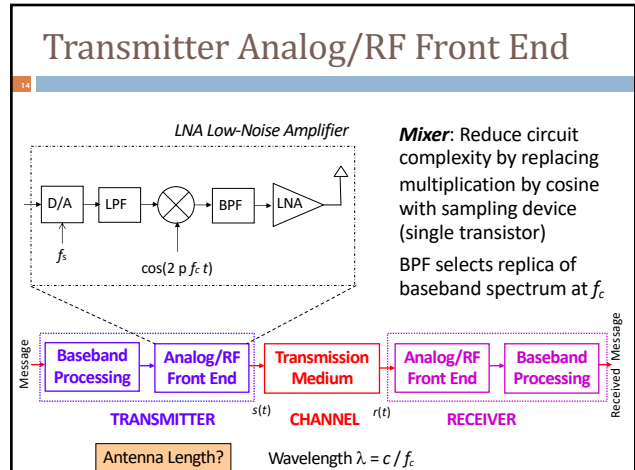 Transmitter Analog/RF Front End
14
LNA Low-Noise Amplifier
D/A
LPF
BPF
LNA
fs
cos(2 p fc t)
Mixer: Reduce circuit
complexity by replacing
multiplication by cosine
with sampling device
(single transistor)
BPF selects replica of
baseband spectrum at fc
Message
Baseband
Processing
Analog/RF
Front End
Transmission
Medium
Analog/RF
Front End
Baseband
Processing
Received Message
TRANSMITTER
s(t)
CHANNEL
r(t)
RECEIVER
Antenna Length?
Wavelength λ = c / fc